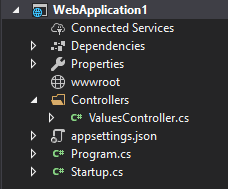 WebApplication1
Connected Services
Dependencies
Properties
wwwroot
Controllers
C# ValuesController.cs
appsettings.json
C# Program.cs
C# Startup.cs